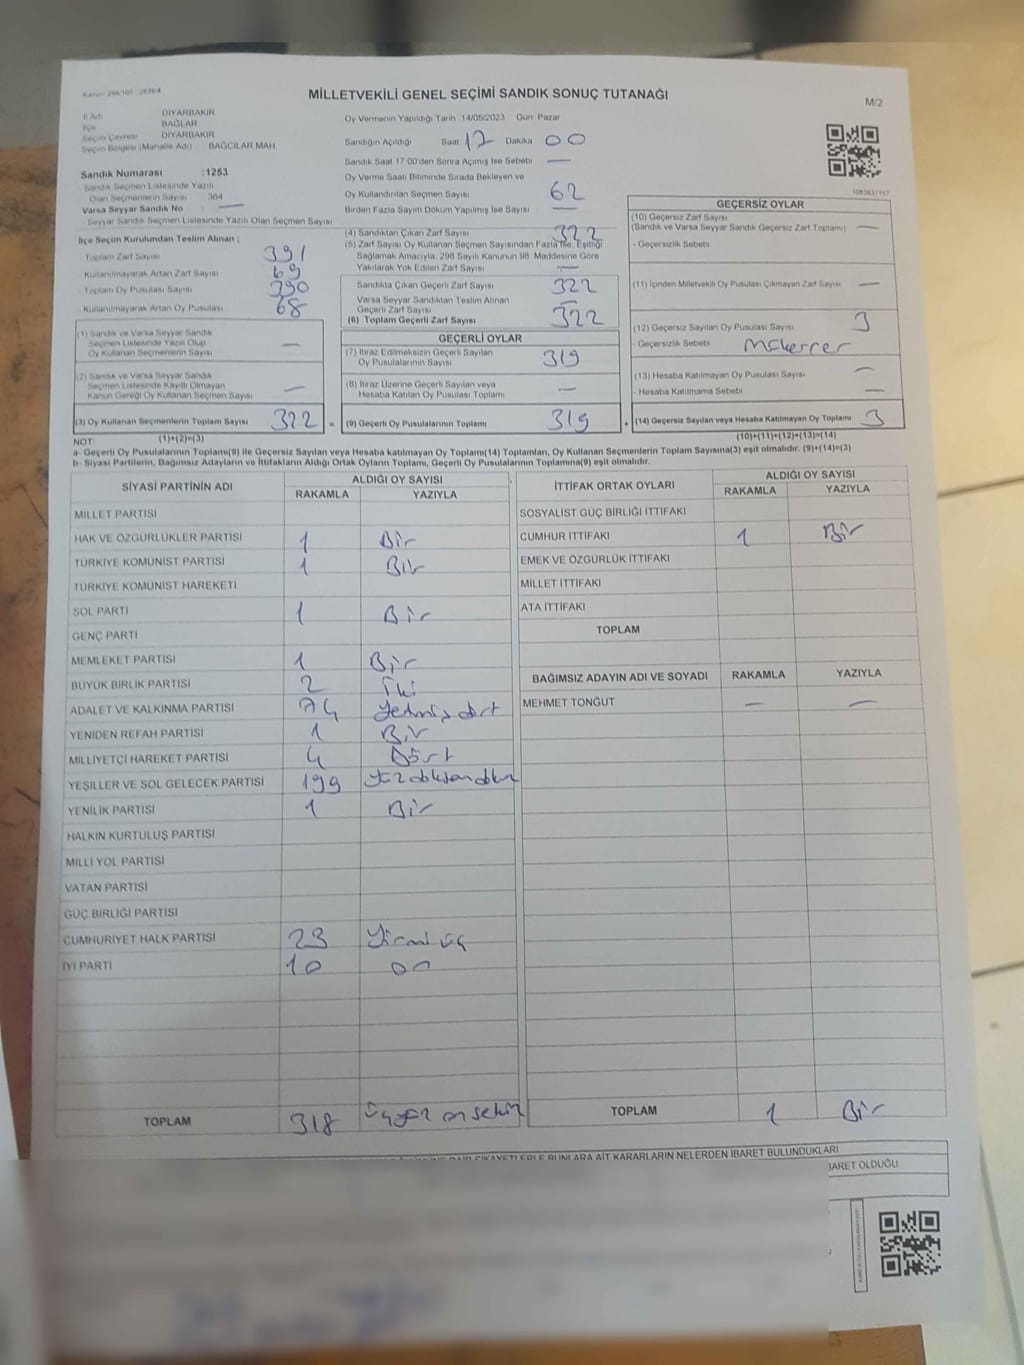 Kanun: 298/105 , 2839/4
MİLLETVEKİLİ GENEL SEÇİMİ SANDIK SONUÇ TUTANAĞI
M/2
İl Adı DİYARBAKIR
İlçe BAĞLAR
Seçim Çevresi DİYARBAKIR
Seçim Bölgesi (Mahalle Adı) BAĞCILAR MAH.
Sandık Numarası :1253
Sandık Seçmen Listesinde Yazılı
Olan Seçmenlerin Sayısı 364
Varsa Seyyar Sandık No : —
Seyyar Sandık Seçmen Listesinde Yazılı Olan Seçmen Sayısı
Oy Vermenin Yapıldığı Tarih 14/05/2023 Gün Pazar
Sandığın Açıldığı Saat 17 Dakika 00
Sandık Saat 17.00'den Sonra Açılmış İse Sebebi —
Oy Verme Saati Bitiminde Sırada Bekleyen ve
Oy Kullandırılan Seçmen Sayısı 62
Birden Fazla Sayım Döküm Yapılmış İse Sayısı —
İlçe Seçim Kurulundan Teslim Alınan ;
- Toplam Zarf Sayısı 391
- Kullanılmayarak Artan Zarf Sayısı 69
- Toplam Oy Pusulası Sayısı 390
- Kullanılmayarak Artan Oy Pusulası 68
(1) Sandık ve Varsa Seyyar Sandık
Seçmen Listesinde Yazılı Olup
Oy Kullanan Seçmenlerin Sayısı —
(2) Sandık ve Varsa Seyyar Sandık
Seçmen Listesinde Kayıtlı Olmayan
Kanun Gereği Oy Kullanan Seçmen Sayısı —
(3) Oy Kullanan Seçmenlerin Toplam Sayısı 322 =
(1)+(2)=(3)
(4) Sandıktan Çıkan Zarf Sayısı 322
(5) Zarf Sayısı Oy Kullanan Seçmen Sayısından Fazla İse, Eşitliği
Sağlamak Amacıyla, 298 Sayılı Kanunun 98. Maddesine Göre
Yakılarak Yok Edilen Zarf Sayısı —
Sandıkta Çıkan Geçerli Zarf Sayısı 322
Varsa Seyyar Sandıktan Teslim Alınan
Geçerli Zarf Sayısı —
(6) Toplam Geçerli Zarf Sayısı 322
GEÇERLİ OYLAR
(7) İtiraz Edilmeksizin Geçerli Sayılan
Oy Pusulalarının Sayısı 319
(8) İtiraz Üzerine Geçerli Sayılan veya
Hesaba Katılan Oy Pusulası Toplamı —
(9) Geçerli Oy Pusulalarının Toplamı 319 +
GEÇERSİZ OYLAR
(10) Geçersiz Zarf Sayısı
(Sandık ve Varsa Seyyar Sandık Geçersiz Zarf Toplamı) —
- Geçersizlik Sebebi
(11) İçinden Milletvekili Oy Pusulası Çıkmayan Zarf Sayısı —
(12) Geçersiz Sayılan Oy Pusulası Sayısı 3
- Geçersizlik Sebebi Mükerrer
(13) Hesaba Katılmayan Oy Pusulası Sayısı —
- Hesaba Katılmama Sebebi —
(14) Geçersiz Sayılan veya Hesaba Katılmayan Oy Toplamı 3
(10)+(11)+(12)+(13)=(14)
NOT:
a- Geçerli Oy Pusulalarının Toplamı(9) ile Geçersiz Sayılan veya Hesaba katılmayan Oy Toplamı(14) Toplamları, Oy Kullanan Seçmenlerin Toplam Sayısına(3) eşit olmalıdır. (9)+(14)=(3)
b- Siyasi Partilerin, Bağımsız Adayların ve İttifakların Aldığı Ortak Oyların Toplamı, Geçerli Oy Pusulalarının Toplamına(9) eşit olmalıdır.
SİYASİ PARTİNİN ADI ALDIĞI OY SAYISI
RAKAMLA YAZIYLA
MİLLET PARTİSİ
HAK VE ÖZGÜRLÜKLER PARTİSİ 1 Bir
TÜRKİYE KOMÜNİST PARTİSİ 1 Bir
TÜRKİYE KOMÜNİST HAREKETİ
SOL PARTİ 1 Bir
GENÇ PARTİ
MEMLEKET PARTİSİ 1 Bir
BÜYÜK BİRLİK PARTİSİ 2 İki
ADALET VE KALKINMA PARTİSİ 74 Yetmiş dört
YENİDEN REFAH PARTİSİ 1 Bir
MİLLİYETÇİ HAREKET PARTİSİ 4 Dört
YEŞİLLER VE SOL GELECEK PARTİSİ 199 Yüz doksan dokuz
YENİLİK PARTİSİ 1 Bir
HALKIN KURTULUŞ PARTİSİ
MİLLİ YOL PARTİSİ
VATAN PARTİSİ
GÜÇ BİRLİĞİ PARTİSİ
CUMHURİYET HALK PARTİSİ 23 Yirmi üç
İYİ PARTİ 10 on
TOPLAM 318 Üçyüz on sekiz
İTTİFAK ORTAK OYLARI ALDIĞI OY SAYISI
RAKAMLA YAZIYLA
SOSYALİST GÜÇ BİRLİĞİ İTTİFAKI
CUMHUR İTTİFAKI 1 Bir
EMEK VE ÖZGÜRLÜK İTTİFAKI
MİLLET İTTİFAKI
ATA İTTİFAKI
TOPLAM
BAĞIMSIZ ADAYIN ADI VE SOYADI RAKAMLA YAZIYLA
MEHMET TONĞUT — —
TOPLAM 1 Bir
ŞİKAYETLERLE BUNLARA AİT KARARLARIN NELERDEN İBARET BULUNDUKLARI
İBARET OLDUĞU